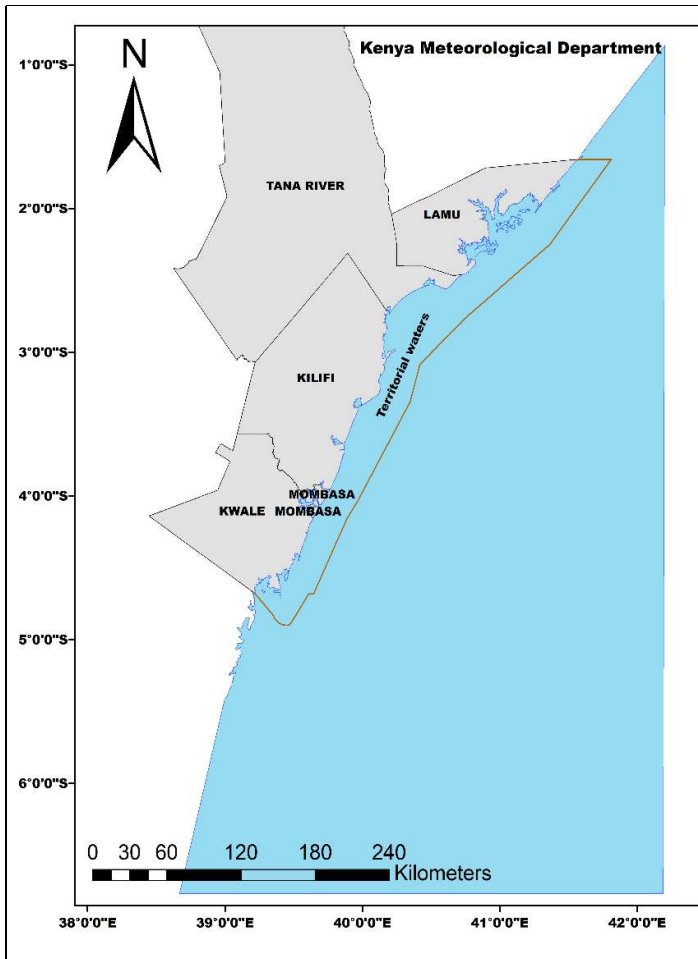 Kenya Meteorological Department
N
1°0'0"S
TANA RIVER
2°0'0"S
LAMU
Territorial waters
3°0'0"S
KILIFI
MOMBASA
4°0'0"S
KWALE MOMBASA
5°0'0"S
6°0'0"S
0 30 60 120 180 240
Kilometers
38°0'0"E 39°0'0"E 40°0'0"E 41°0'0"E 42°0'0"E